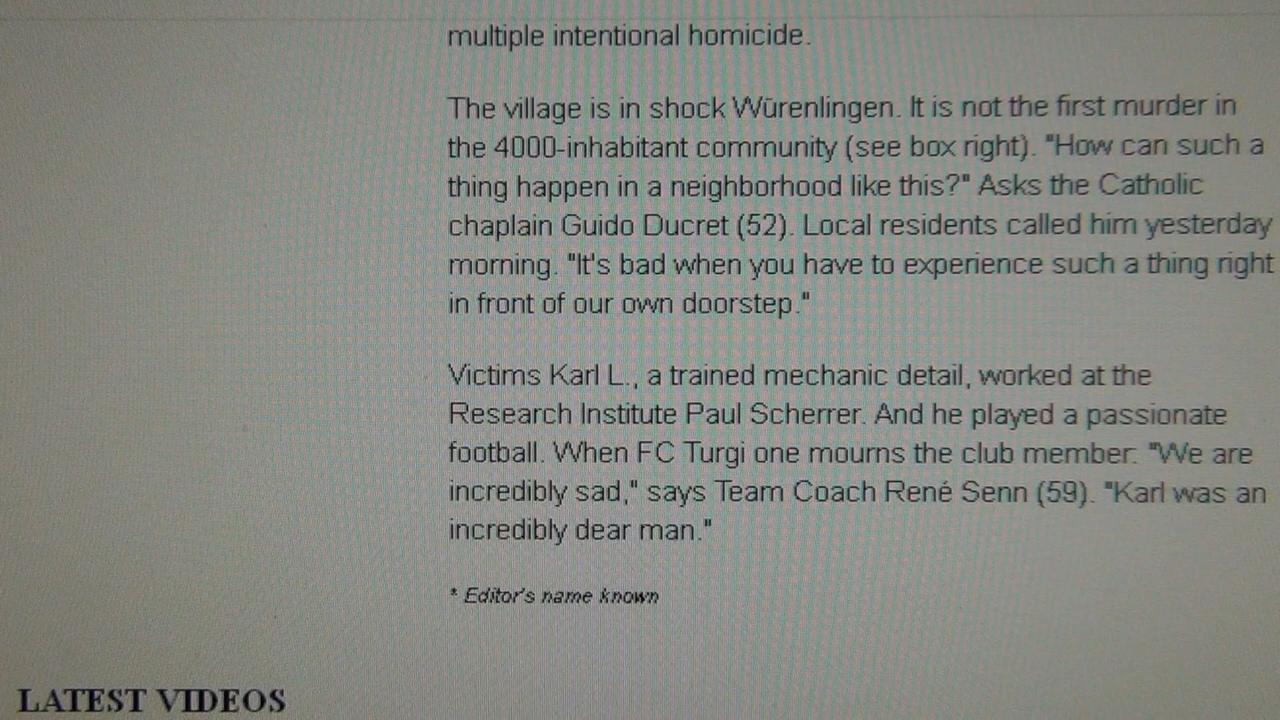 multiple intentional homicide.
The village is in shock Würenlingen. It is not the first murder in
the 4000-inhabitant community (see box right). "How can such a
thing happen in a neighborhood like this?" Asks the Catholic
chaplain Guido Ducret (52). Local residents called him yesterday
morning. "It's bad when you have to experience such a thing right
in front of our own doorstep."
Victims Karl L., a trained mechanic detail, worked at the
Research Institute Paul Scherrer. And he played a passionate
football. When FC Turgi one mourns the club member. "We are
incredibly sad," says Team Coach René Senn (59). "Karl was an
incredibly dear man."
* Editor's name known
LATEST VIDEOS